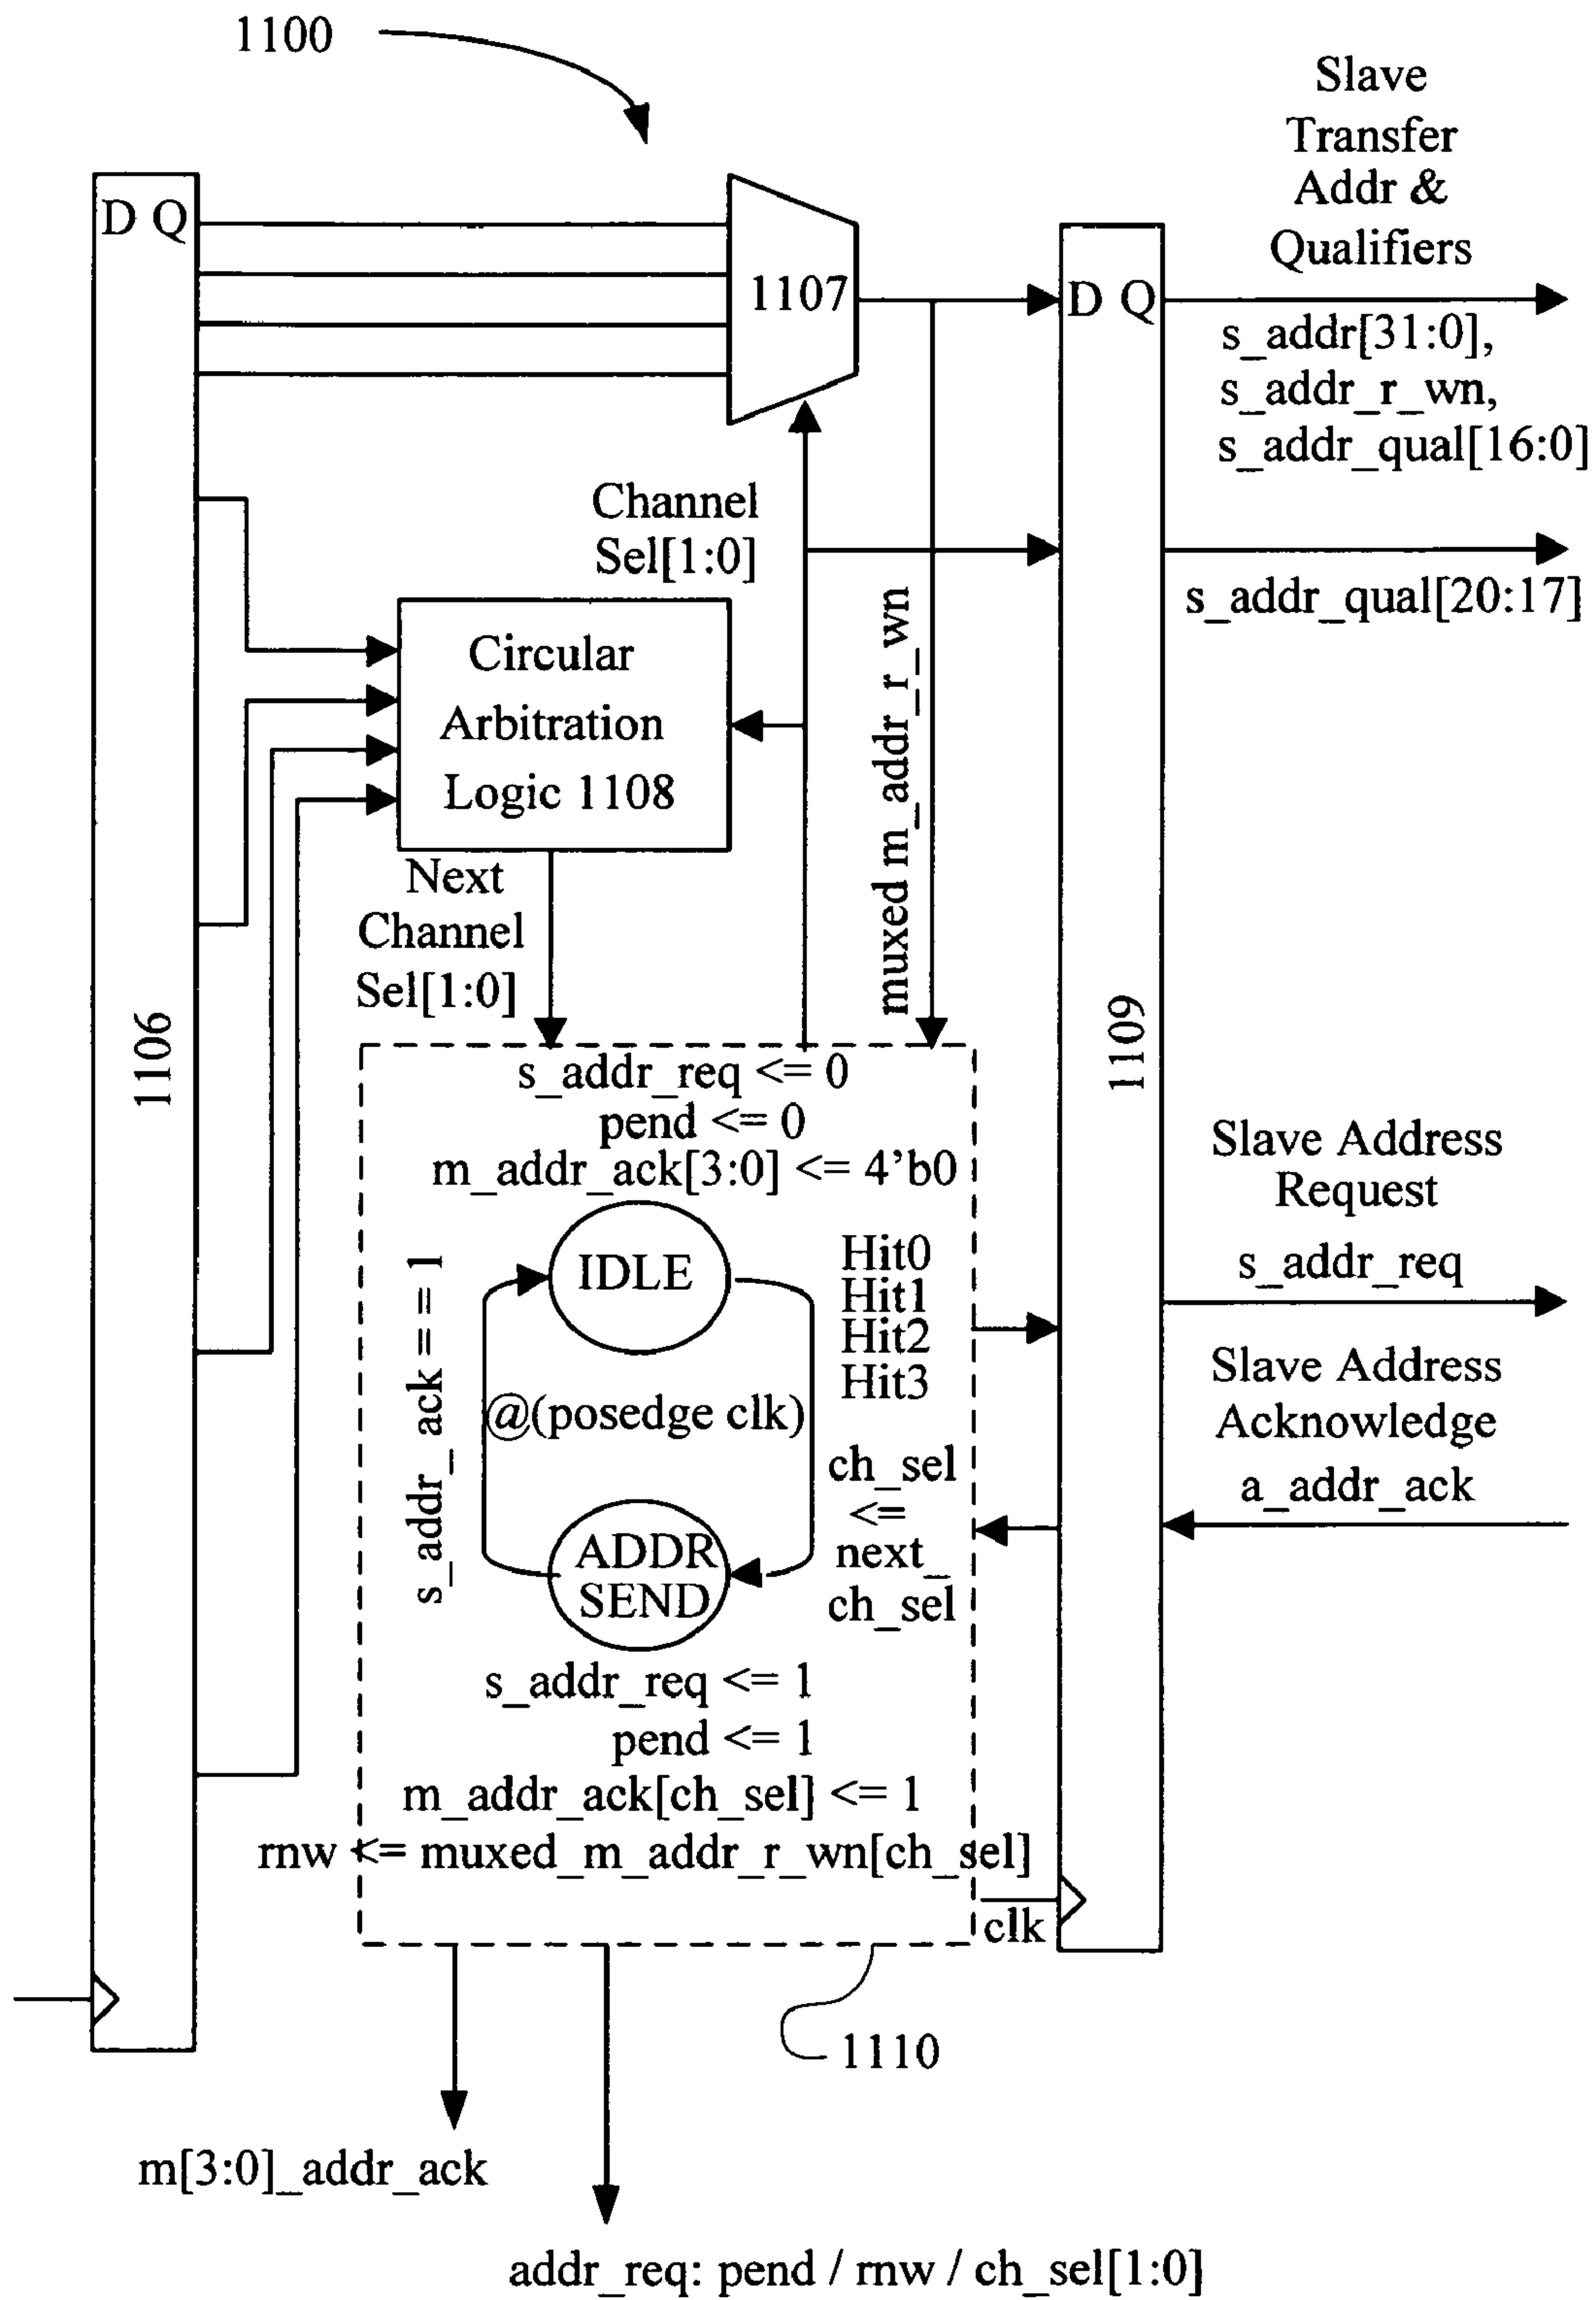 1100
Slave
Transfer
Addr &
Qualifiers
D Q
1107
D Q
s_addr[31:0],
s_addr_r_wn,
s_addr_qual[16:0]
Channel
Sel[1:0]
s_addr_qual[20:17]
muxed m_addr_r_wn
Circular
Arbitration
Logic 1108
Next
Channel
Sel[1:0]
1106
1109
s_addr_req <= 0
pend <= 0
m_addr_ack[3:0] <= 4’b0
Slave Address
Request
s_addr_req
IDLE
Hit0
Hit1
Hit2
Hit3
s_addr_ack = = 1
@(posedge clk)
Slave Address
Acknowledge
a_addr_ack
ch_sel
<=
next_
ch_sel
ADDR
SEND
s_addr_req <= 1
pend <= 1
m_addr_ack[ch_sel] <= 1
rnw <= muxed_m_addr_r_wn[ch_sel]
clk
1110
m[3:0]_addr_ack
addr_req: pend / rnw / ch_sel[1:0]